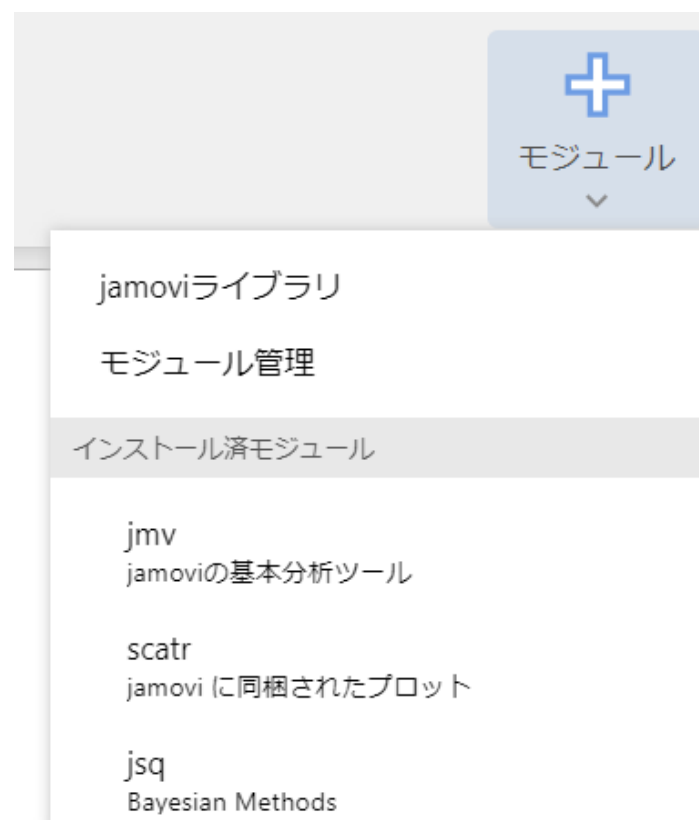 モジュール
jamoviライブラリ
モジュール管理
インストール済モジュール
jmv
jamoviの基本分析ツール
scatr
jamovi に同梱されたプロット
jsq
Bayesian Methods